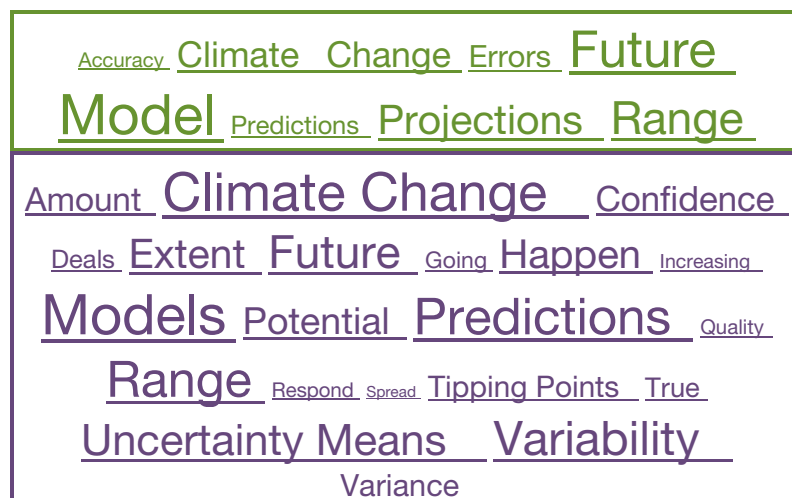 Accuracy Climate Change Errors Future
Model Predictions Projections Range
Amount Climate Change Confidence
Deals Extent Future Going Happen Increasing
Models Potential Predictions Quality
Range Respond Spread Tipping Points True
Uncertainty Means Variability
Variance